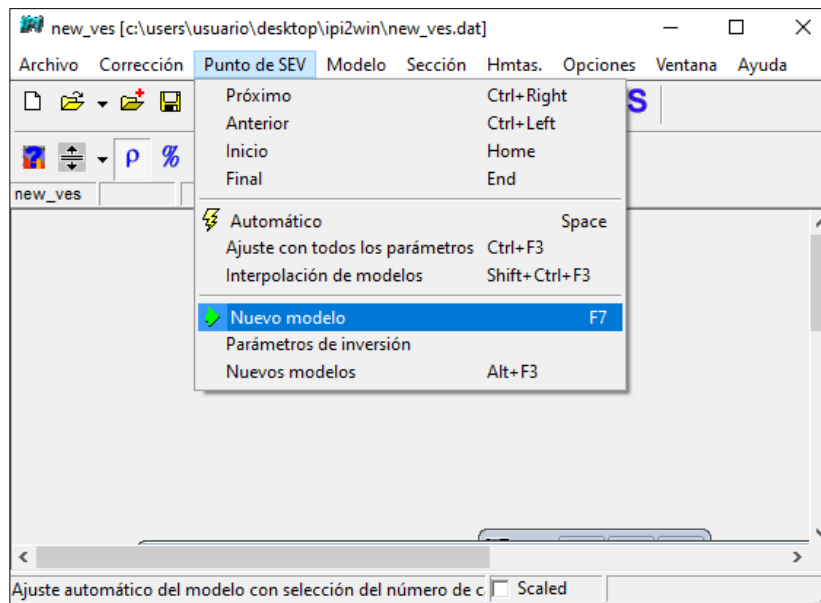 new_ves [c:\users\usuario\desktop\ipi2win\new_ves.dat]
Archivo Corrección Punto de SEV Modelo Sección Hmtas. Opciones Ventana Ayuda
S
ρ %
new_ves
Próximo Ctrl+Right
Anterior Ctrl+Left
Inicio Home
Final End
Automático Space
Ajuste con todos los parámetros Ctrl+F3
Interpolación de modelos Shift+Ctrl+F3
Nuevo modelo F7
Parámetros de inversión
Nuevos modelos Alt+F3
Ajuste automático del modelo con selección del número de Scaled